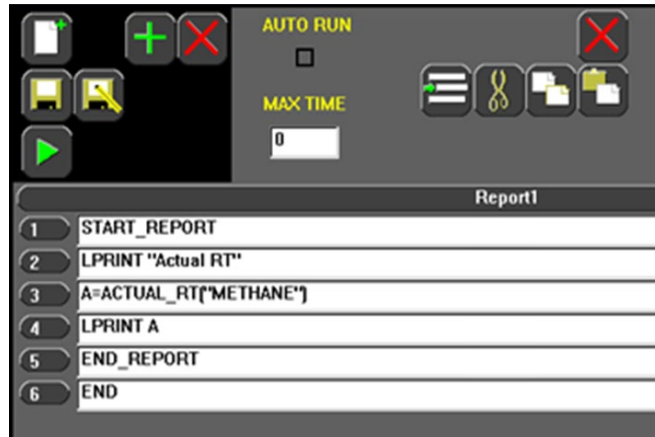 AUTO RUN
MAX TIME
0
Report1
1 START_REPORT
2 LPRINT "Actual RT"
3 A=ACTUAL_RT("METHANE")
4 LPRINT A
5 END_REPORT
6 END